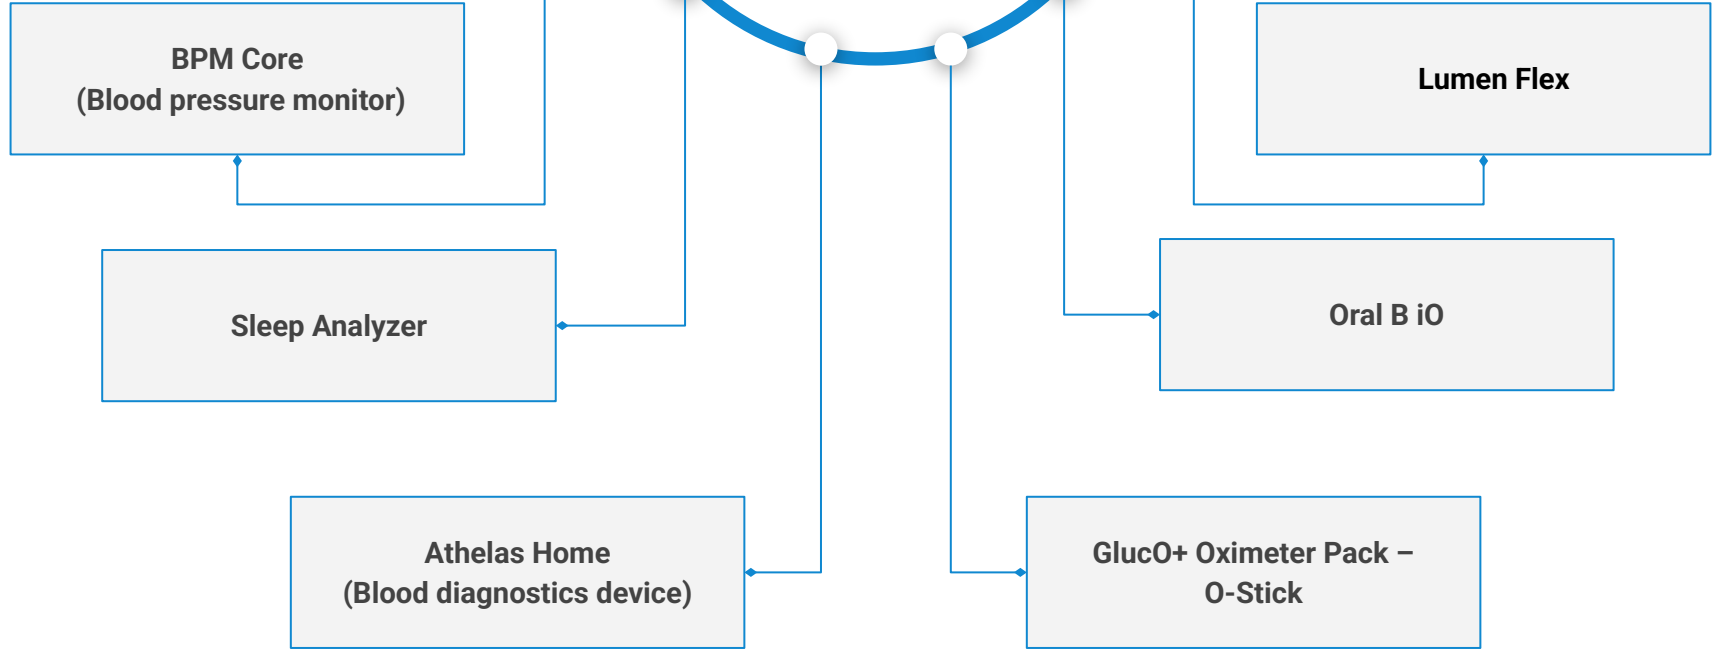 BPM Core
(Blood pressure monitor)
Lumen Flex
Sleep Analyzer
Oral B iO
Athelas Home
(Blood diagnostics device)
GlucO+ Oximeter Pack –
O-Stick